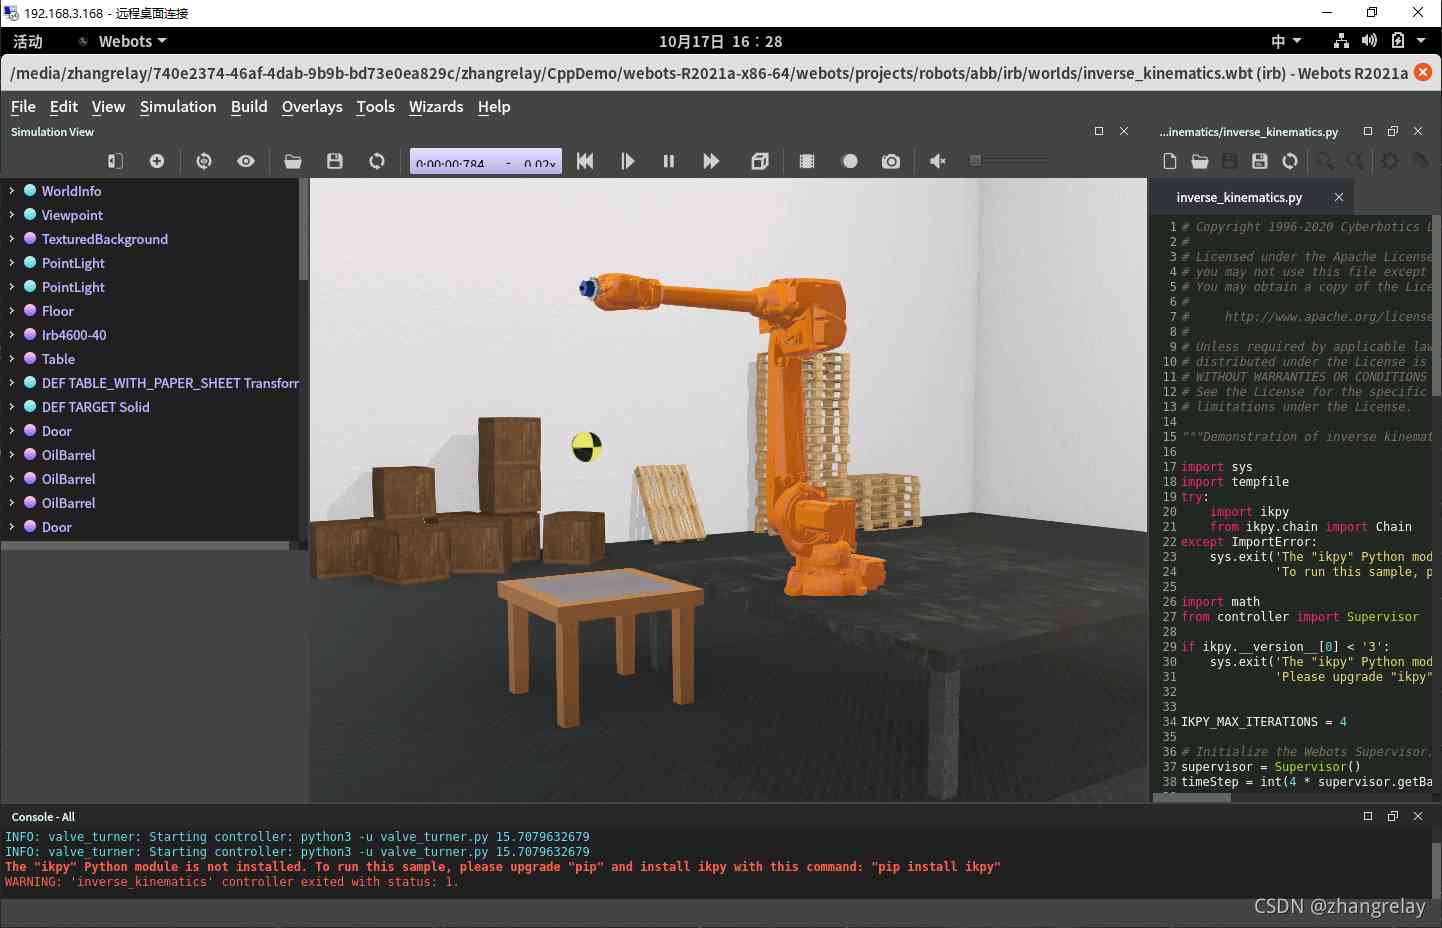 192.168.3.168 - 远程桌面连接
活动 Webots 10月17日 16：28 中
/media/zhangrelay/740e2374-46af-4dab-9b9b-bd73e0ea829c/zhangrelay/CppDemo/webots-R2021a-x86-64/webots/projects/robots/abb/irb/worlds/inverse_kinematics.wbt (irb) - Webots R2021a
File Edit View Simulation Build Overlays Tools Wizards Help
Simulation View
...inematics/inverse_kinematics.py
0:00:00:784 - 0.02x
WorldInfo
Viewpoint
TexturedBackground
PointLight
PointLight
Floor
Irb4600-40
Table
DEF TABLE_WITH_PAPER_SHEET Transforr
DEF TARGET Solid
Door
OilBarrel
OilBarrel
OilBarrel
Door
inverse_kinematics.py
1 # Copyright 1996-2020 Cyberbotics L
2 #
3 # Licensed under the Apache License
4 # you may not use this file except
5 # You may obtain a copy of the Lice
6 #
7 #     http://www.apache.org/license
8 #
9 # Unless required by applicable law
10 # distributed under the License is
11 # WITHOUT WARRANTIES OR CONDITIONS
12 # See the License for the specific
13 # limitations under the License.
14
15 """Demonstration of inverse kinemat
16
17 import sys
18 import tempfile
19 try:
20     import ikpy
21     from ikpy.chain import Chain
22 except ImportError:
23     sys.exit('The "ikpy" Python mod
24              'To run this sample, p
25
26 import math
27 from controller import Supervisor
28
29 if ikpy.__version__[0] < '3':
30     sys.exit('The "ikpy" Python mod
31              'Please upgrade "ikpy"
32
33
34 IKPY_MAX_ITERATIONS = 4
35
36 # Initialize the Webots Supervisor.
37 supervisor = Supervisor()
38 timeStep = int(4 * supervisor.getBa
Console - All
INFO: valve_turner: Starting controller: python3 -u valve_turner.py 15.7079632679
INFO: valve_turner: Starting controller: python3 -u valve_turner.py 15.7079632679
The "ikpy" Python module is not installed. To run this sample, please upgrade "pip" and install ikpy with this command: "pip install ikpy"
WARNING: 'inverse_kinematics' controller exited with status: 1.
CSDN @zhangrelay